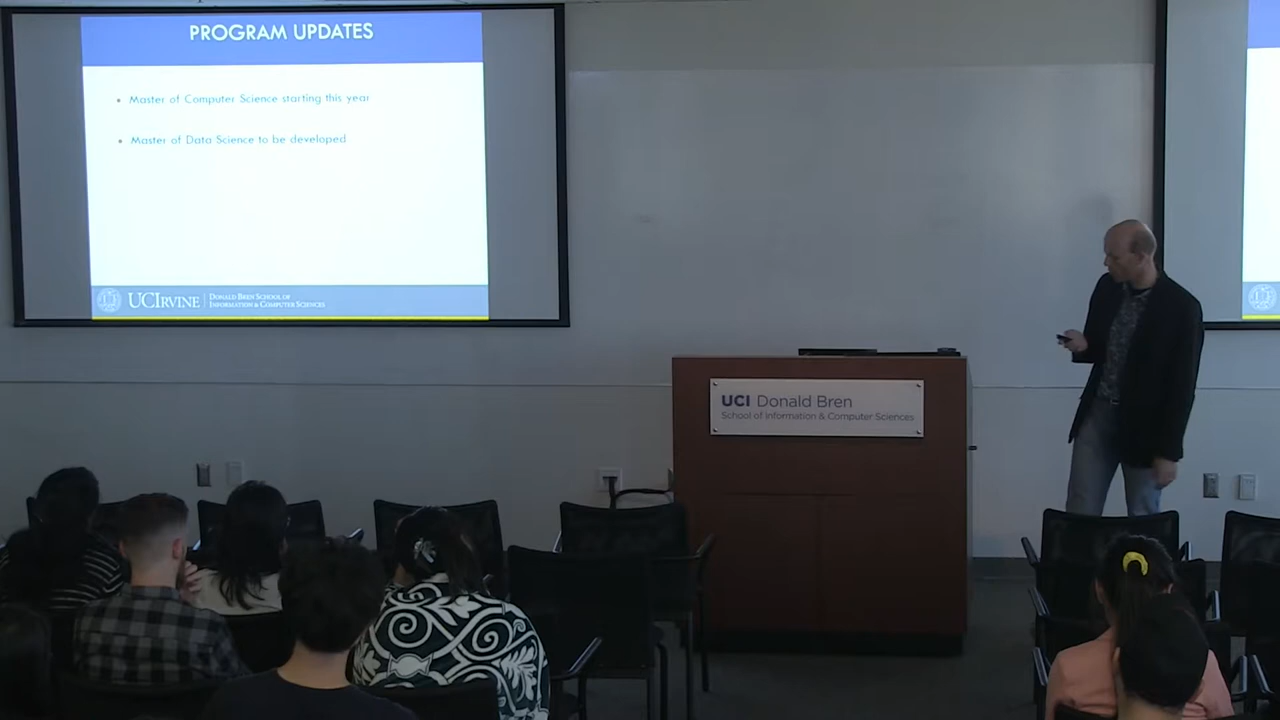 PROGRAM UPDATES
• Master of Computer Science starting this year
• Master of Data Science to be developed
UCIRVINE | DONALD BREN SCHOOL OF
INFORMATION & COMPUTER SCIENCES
UCI Donald Bren
School of Information & Computer Sciences